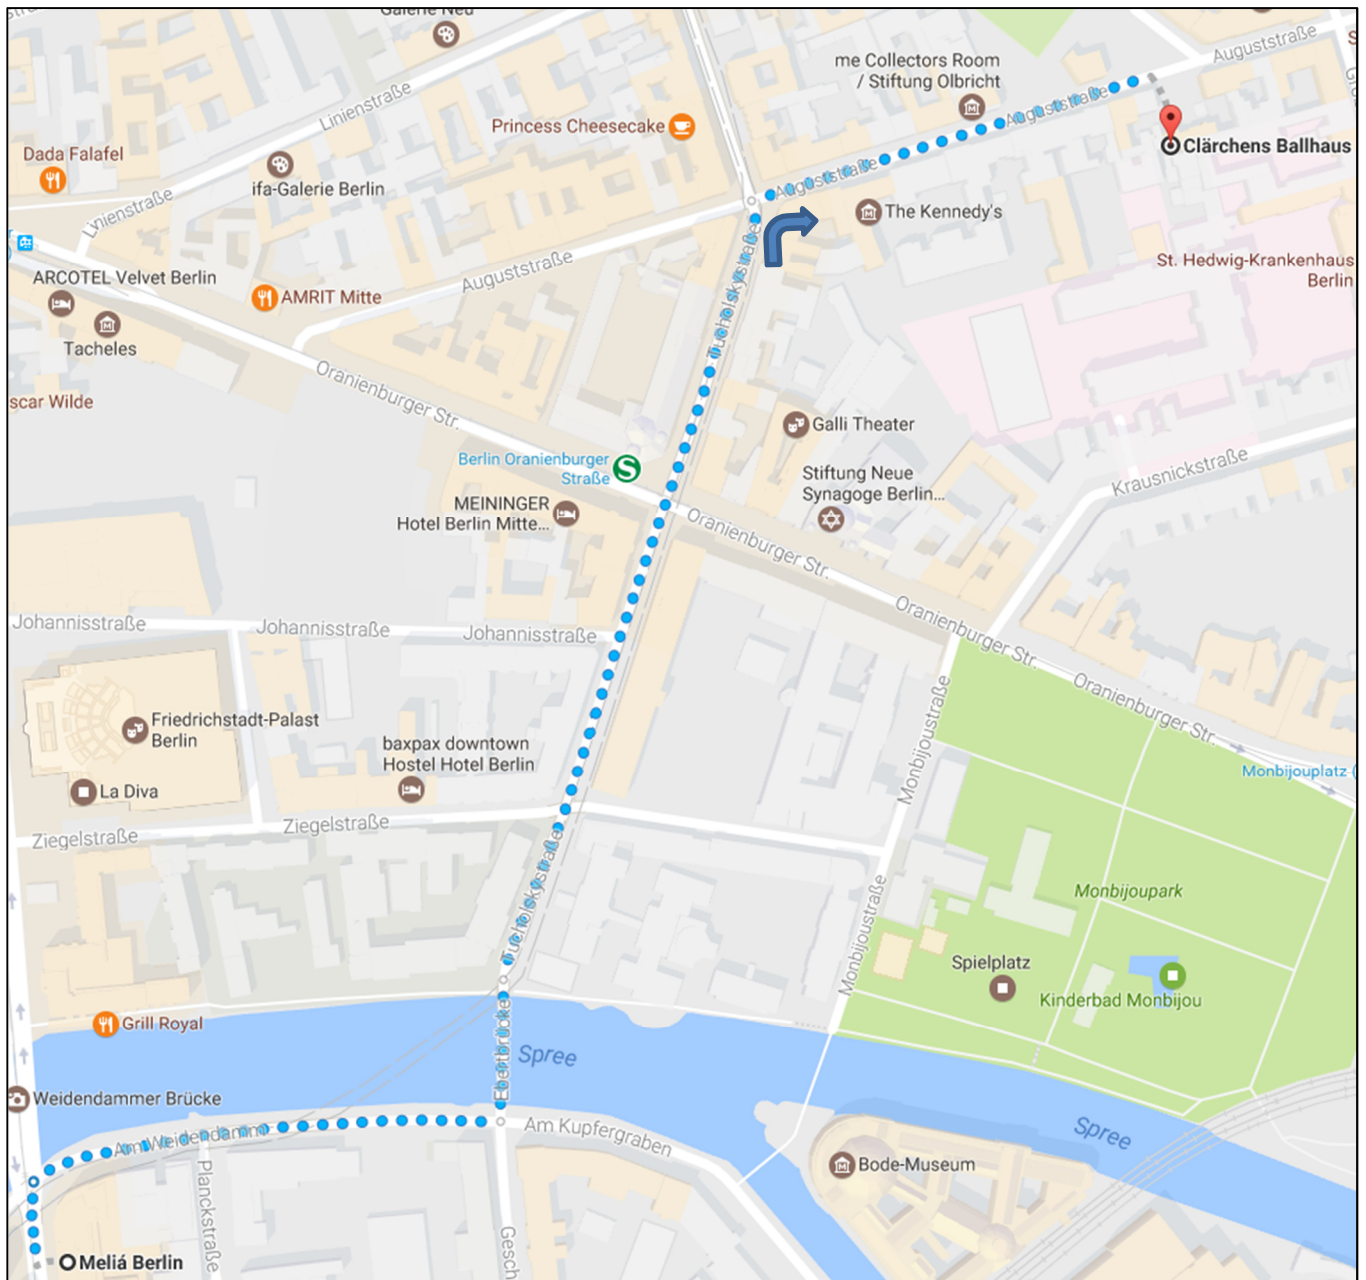 Galerie Neu
me Collectors Room
/ Stiftung Olbricht
Auguststraße
Linienstraße
Princess Cheesecake
Auguststraße
Clärchens Ballhaus
Dada Falafel
ifa-Galerie Berlin
Auguststraße
Linienstraße
The Kennedy's
Auguststraße
St. Hedwig-Krankenhaus
Berlin
ARCOTEL Velvet Berlin
AMRIT Mitte
Tucholskystraße
Tacheles
Oranienburger Str.
scar Wilde
Galli Theater
Berlin Oranienburger
Straße
S
Stiftung Neue
Synagoge Berlin...
Krausnickstraße
MEININGER
Hotel Berlin Mitte...
Oranienburger Str.
Oranienburger Str.
Johannisstraße
Johannisstraße
Johannisstraße
Oranienburger Str.
Monbijoustraße
Friedrichstadt-Palast
Berlin
baxpax downtown
Hostel Hotel Berlin
Monbijouplatz
La Diva
Ziegelstraße
Ziegelstraße
Tucholskystraße
Monbijoupark
Monbijoustraße
Spielplatz
Kinderbad Monbijou
Grill Royal
Ebertbrücke
Spree
Weidendammer Brücke
Am Weidendamm
Am Kupfergraben
Spree
Planckstraße
Bode-Museum
Gesch
Meliá Berlin